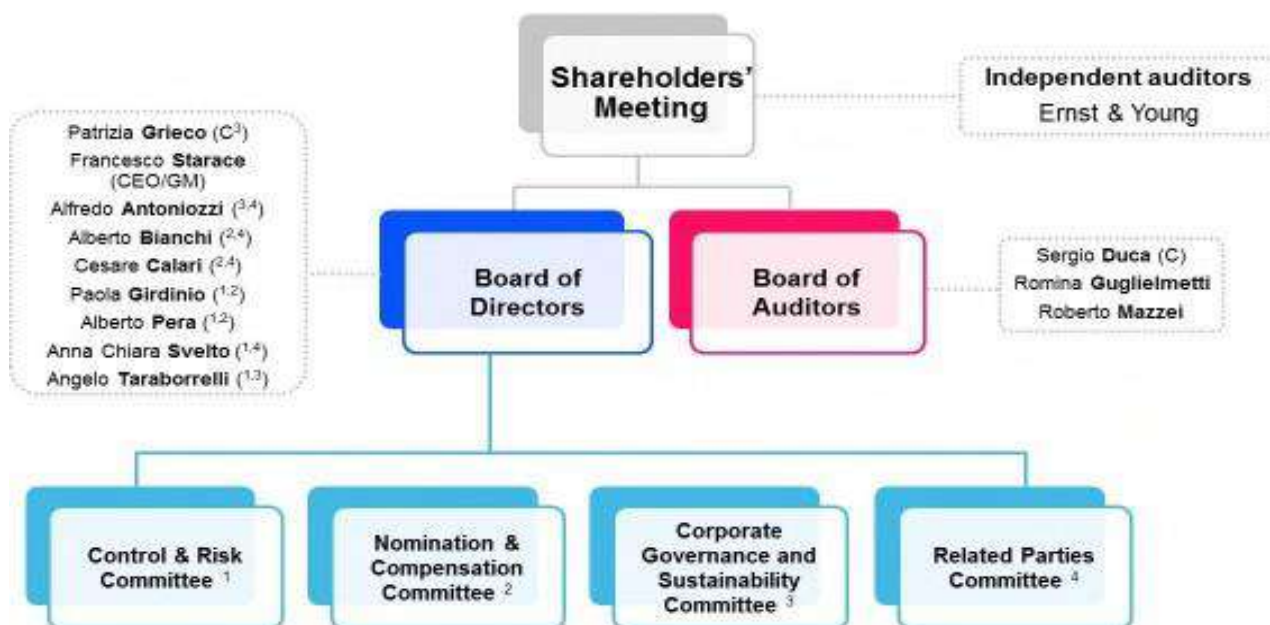 Shareholders'
Meeting
Independent auditors
Ernst & Young
Patrizia Grieco (C³)
Francesco Starace
(CEO/GM)
Alfredo Antoniozzi (³,⁴)
Alberto Bianchi (²,⁴)
Cesare Calari (²,⁴)
Paola Girdinio (¹,²)
Alberto Pera (¹,²)
Anna Chiara Svelto (¹,⁴)
Angelo Taraborrelli (¹,³)
Board of
Directors
Board of
Auditors
Sergio Duca (C)
Romina Guglielmetti
Roberto Mazzei
Control & Risk
Committee ¹
Nomination &
Compensation
Committee ²
Corporate
Governance and
Sustainability
Committee ³
Related Parties
Committee ⁴